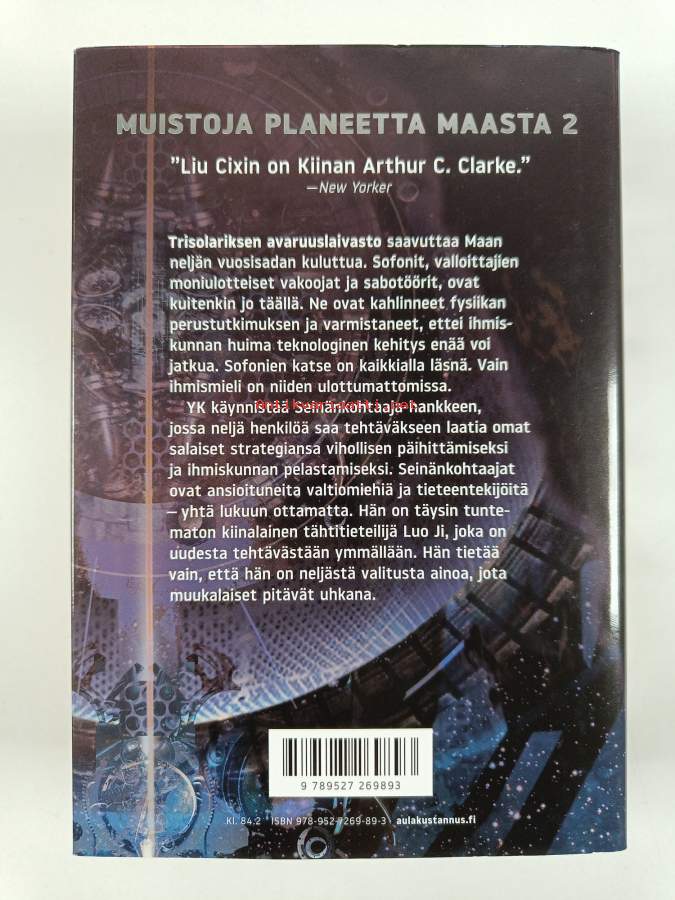 MUISTOJA PLANEETTA MAASTA 2
”Liu Cixin on Kiinan Arthur C. Clarke.”
—New Yorker
Trisolariksen avaruuslaivasto saavuttaa Maan
neljän vuosisadan kuluttua. Sofonit, valloittajien
moniulotteiset vakoojat ja sabotöörit, ovat
kuitenkin jo täällä. Ne ovat kahlinneet fysiikan
perustutkimuksen ja varmistaneet, ettei ihmis-
kunnan huima teknologinen kehitys enää voi
jatkua. Sofonien katse on kaikkialla läsnä. Vain
ihmismieli on niiden ulottumattomissa.
YK käynnistää Seinänkohtaaja-hankkeen,
jossa neljä henkilöä saa tehtäväkseen laatia omat
salaiset strategiansa vihollisen päihittämiseksi
ja ihmiskunnan pelastamiseksi. Seinänkohtaajat
ovat ansioituneita valtiomiehiä ja tieteentekijöitä
– yhtä lukuun ottamatta. Hän on täysin tunte-
maton kiinalainen tähtitieteilijä Luo Ji, joka on
uudesta tehtävästään ymmällään. Hän tietää
vain, että hän on neljästä valitusta ainoa, jota
muukalaiset pitävät uhkana.
9 789527 269893
Kl. 84.2 ISBN 978-952-7269-89-3 aulakustannus.fi